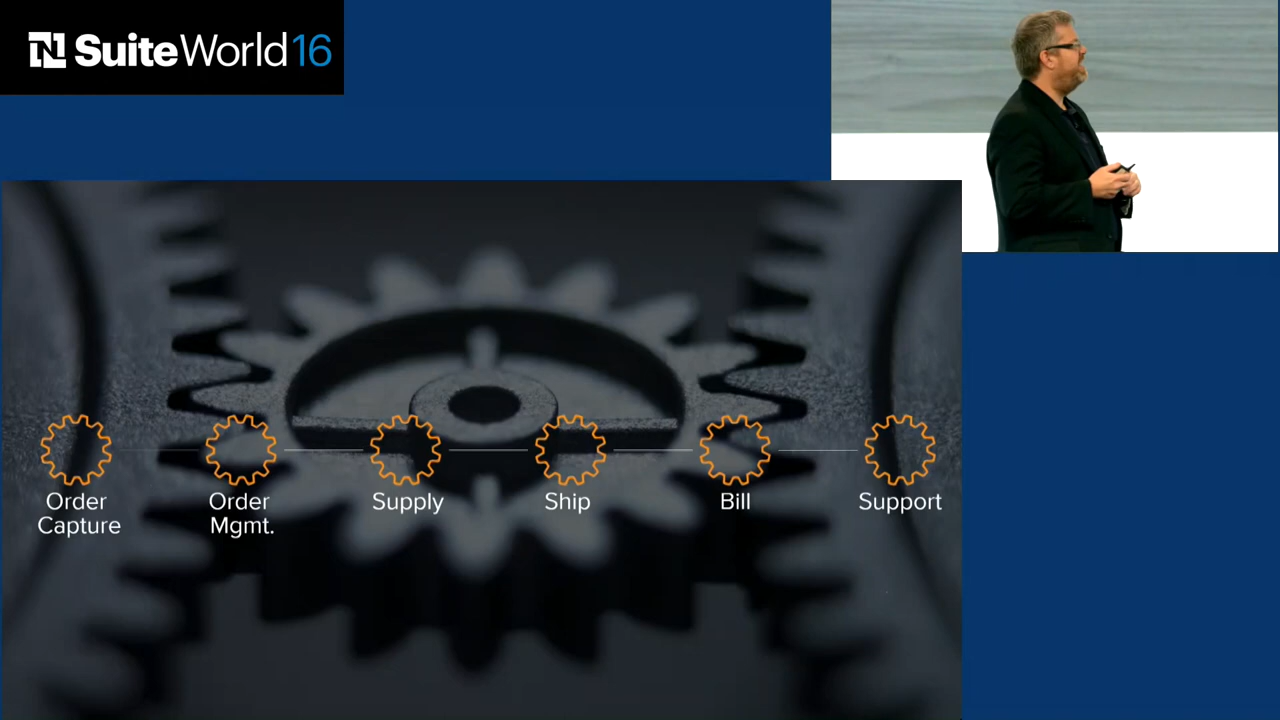 N SuiteWorld16
Order
Capture
Order
Mgmt.
Supply
Ship
Bill
Support